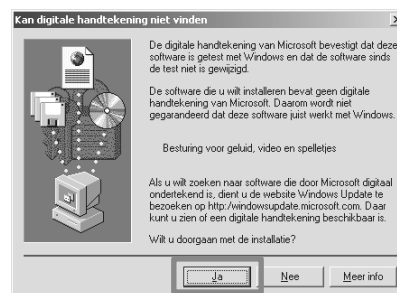 Kan digitale handtekening niet vinden
De digitale handtekening van Microsoft bevestigt dat deze
software is getest met Windows en dat de software sinds
de test niet is gewijzigd.
De software die u wilt installeren bevat geen digitale
handtekening van Microsoft. Daarom wordt niet
gegarandeerd dat deze software juist werkt met Windows.
Besturing voor geluid, video en spelletjes
Als u wilt zoeken naar software die door Microsoft digitaal
ondertekend is, dient u de website Windows Update te
bezoeken op http:/windowsupdate.microsoft.com. Daar
kunt u zien of een digitale handtekening beschikbaar is.
Wilt u doorgaan met de installatie?
Ja Nee Meer info